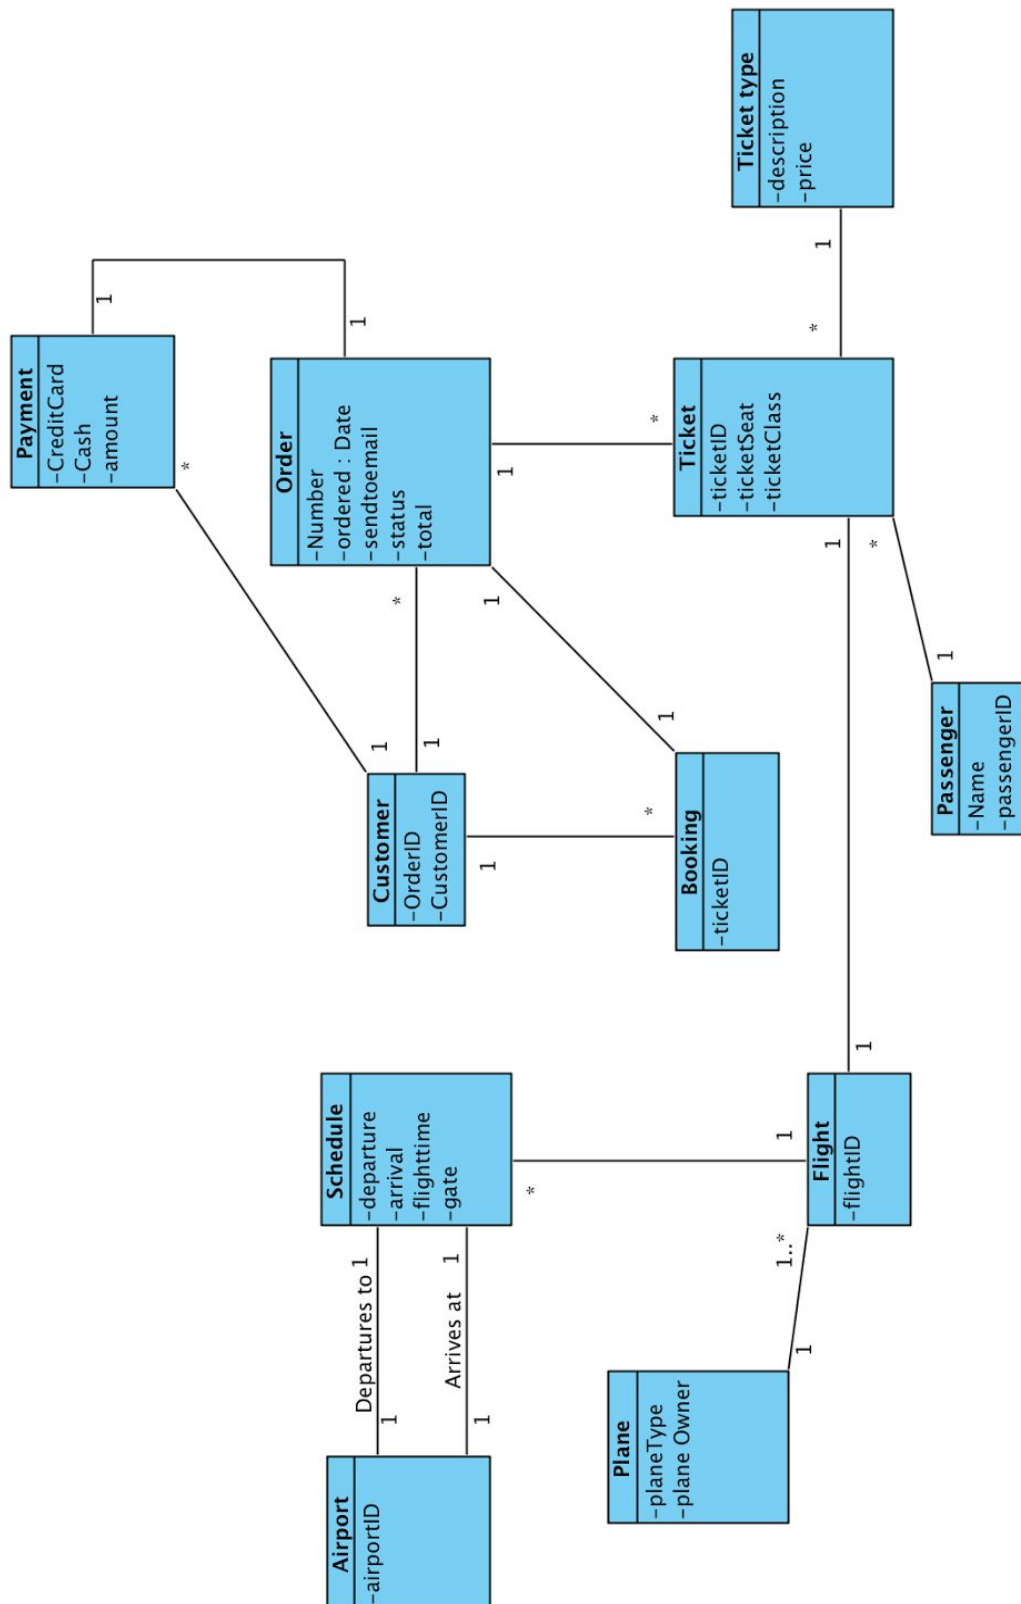 Payment
-CreditCard
-Cash
-amount
*
1
Order
-Number
-ordered : Date
-sendtoemail
-status
-total
1
*
1
1
*
Customer
-OrderID
-CustomerID
1
1
1
Booking
-ticketID
*
1
Ticket
-ticketID
-ticketSeat
-ticketClass
*
1
*
Ticket type
-description
-price
1
Passenger
-Name
-passengerID
1
Airport
-airportID
1
1
Departures to
1
Arrives at
1
Schedule
-departure
-arrival
-flighttime
-gate
*
Plane
-planeType
-plane Owner
1
1..*
Flight
-flightID
1
1